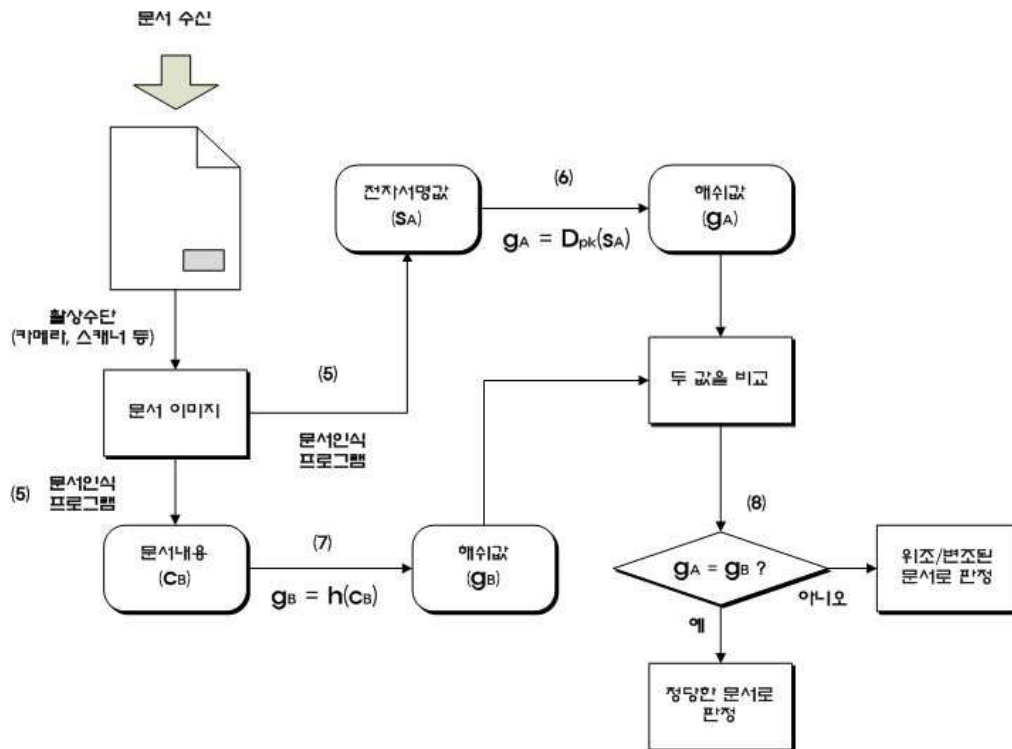 문서 수신
활상수단
(카메라, 스캐너 등)
문서 이미지
(5)
문서인식
프로그램
(5)
문서인식
프로그램
전자서명값
(SA)
(6)
gA = Dpk(sA)
해쉬값
(gA)
두 값을 비교
문서내용
(CB)
(7)
gB = h(cB)
해쉬값
(gB)
(8)
gA = gB ?
아니오
위조/변조된
문서로 판정
예
정당한 문서로
판정